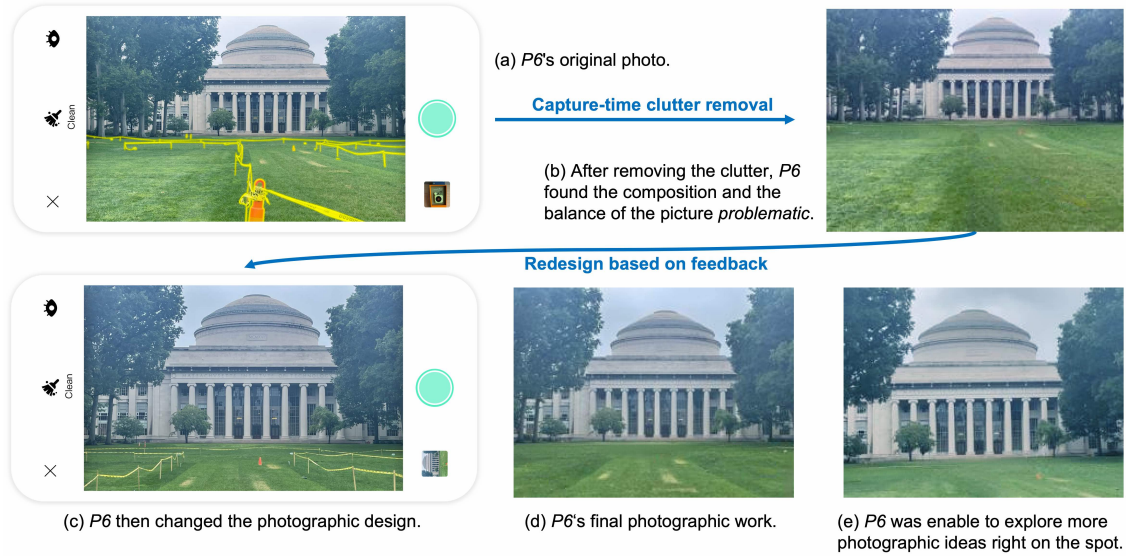 Clean
(a) P6's original photo.
Capture-time clutter removal
(b) After removing the clutter, P6
found the composition and the
balance of the picture problematic.
Redesign based on feedback
Clean
(c) P6 then changed the photographic design.
(d) P6‘s final photographic work.
(e) P6 was enable to explore more
photographic ideas right on the spot.